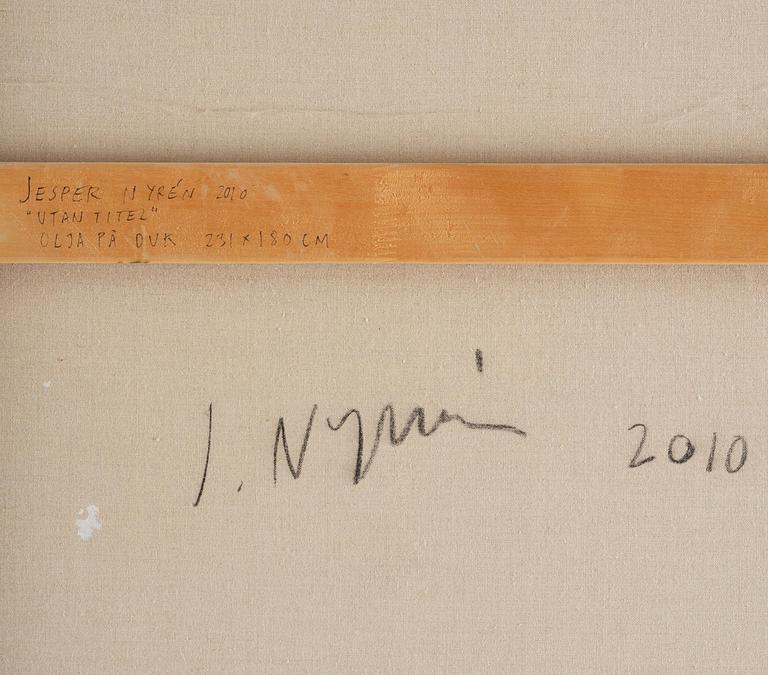 JESPER NYRÉN 2010
"UTAN TITEL"
OLJA PÅ DUK 231 x 180 CM
J. Nyrén 2010